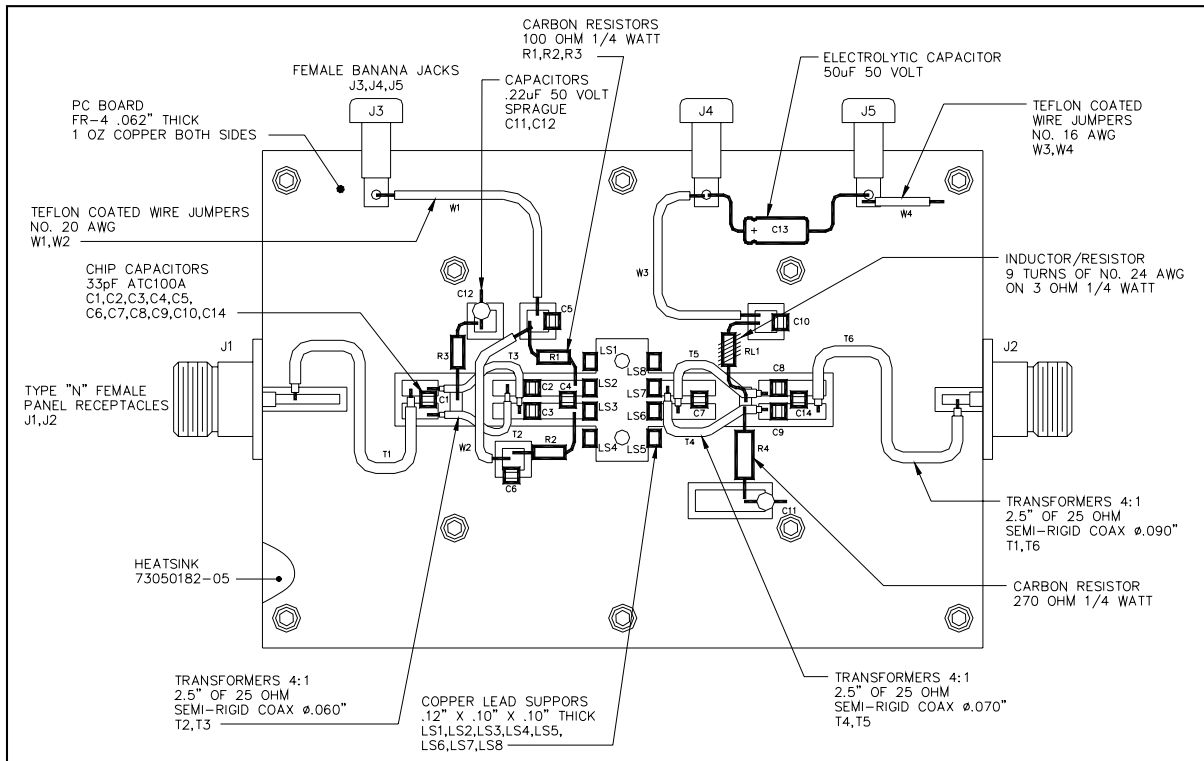 CARBON RESISTORS
100 OHM 1/4 WATT
R1,R2,R3
FEMALE BANANA JACKS
J3,J4,J5
CAPACITORS
.22uF 50 VOLT
SPRAGUE
C11,C12
ELECTROLYTIC CAPACITOR
50uF 50 VOLT
PC BOARD
FR-4 .062" THICK
1 OZ COPPER BOTH SIDES
TEFLON COATED
WIRE JUMPERS
NO. 16 AWG
W3,W4
J3
J4
J5
TEFLON COATED WIRE JUMPERS
NO. 20 AWG
W1,W2
W1
W4
+ C13
W3
CHIP CAPACITORS
33pF ATC100A
C1,C2,C3,C4,C5,
C6,C7,C8,C9,C10,C14
INDUCTOR/RESISTOR
9 TURNS OF NO. 24 AWG
ON 3 OHM 1/4 WATT
C12
C5
C10
J1
R3
T3
R1
LS1
LS8
T5
RL1
T6
J2
TYPE "N" FEMALE
PANEL RECEPTACLES
J1,J2
C1
C2
C4
LS2
LS7
C8
C3
LS3
LS6
C7
C14
C9
T1
W2
T2
R2
LS4
LS5
T4
R4
C6
C11
TRANSFORMERS 4:1
2.5" OF 25 OHM
SEMI-RIGID COAX ø.090"
T1,T6
HEATSINK
73050182-05
CARBON RESISTOR
270 OHM 1/4 WATT
TRANSFORMERS 4:1
2.5" OF 25 OHM
SEMI-RIGID COAX ø.060"
T2,T3
COPPER LEAD SUPPORS
.12" X .10" X .10" THICK
LS1,LS2,LS3,LS4,LS5,
LS6,LS7,LS8
TRANSFORMERS 4:1
2.5" OF 25 OHM
SEMI-RIGID COAX ø.070"
T4,T5